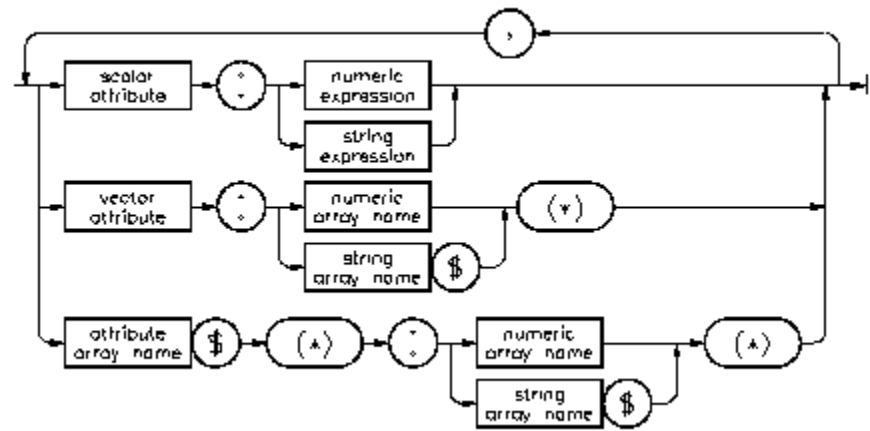 ,
scalar
attribute
:
numeric
expression
string
expression
vector
attribute
:
numeric
array name
(*)
string
array name
$
attribute
array name
$
(*)
:
numeric
array name
(*)
string
array name
$